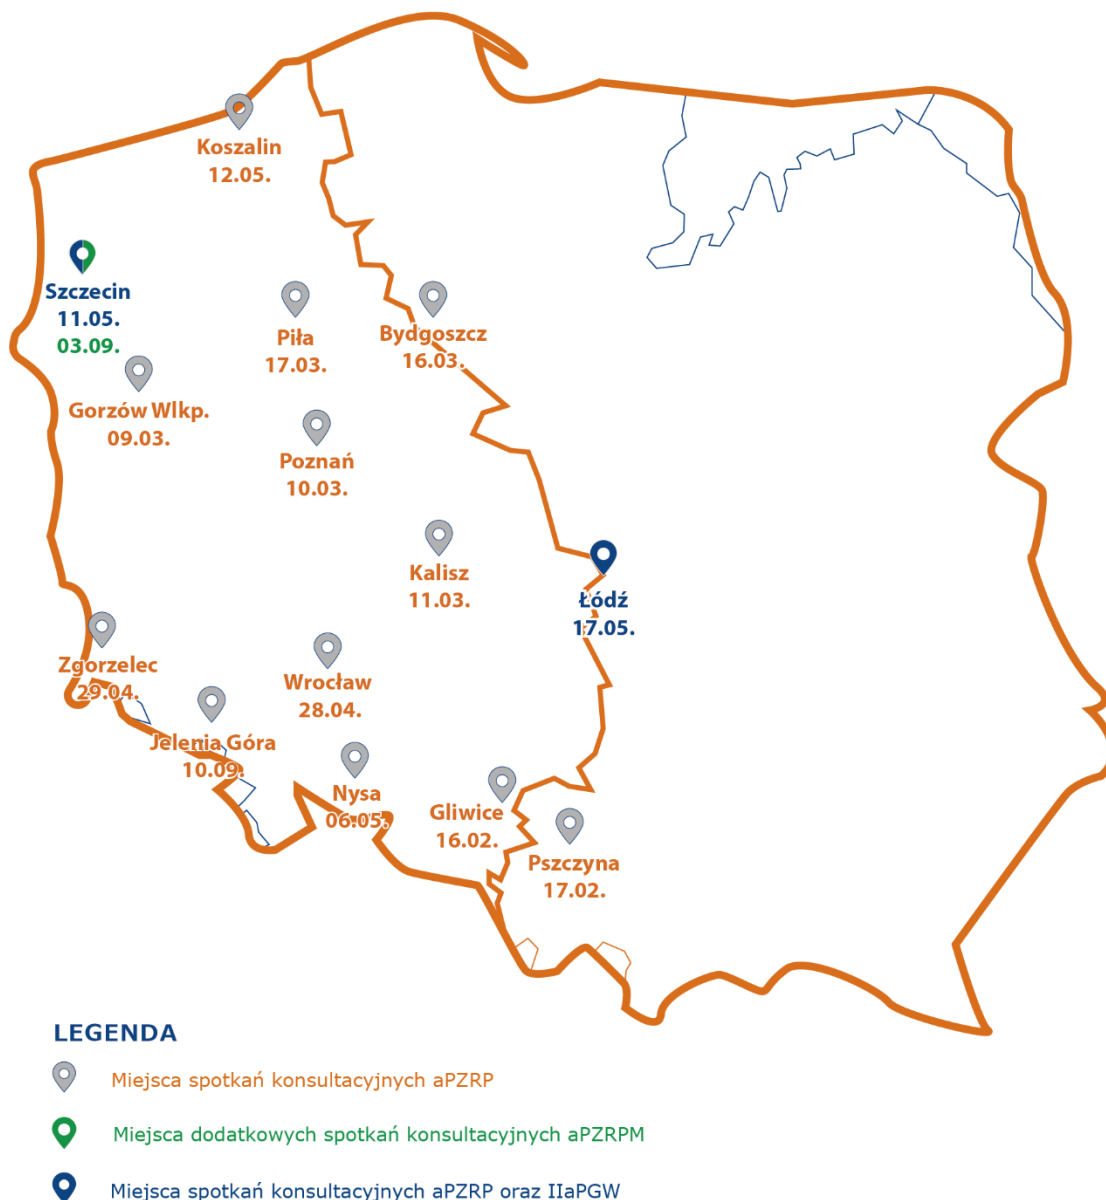 Koszalin
12.05.
Szczecin
11.05.
03.09.
Piła
17.03.
Bydgoszcz
16.03.
Gorzów Wlkp.
09.03.
Poznań
10.03.
Kalisz
11.03.
Łódź
17.05.
Zgorzelec
29.04.
Wrocław
28.04.
Jelenia Góra
10.09.
Nysa
06.05.
Gliwice
16.02.
Pszczyna
17.02.
LEGENDA
Miejsca spotkań konsultacyjnych aPZRP
Miejsca dodatkowych spotkań konsultacyjnych aPZRPM
Miejsca spotkań konsultacyjnych aPZRP oraz IIaPGW